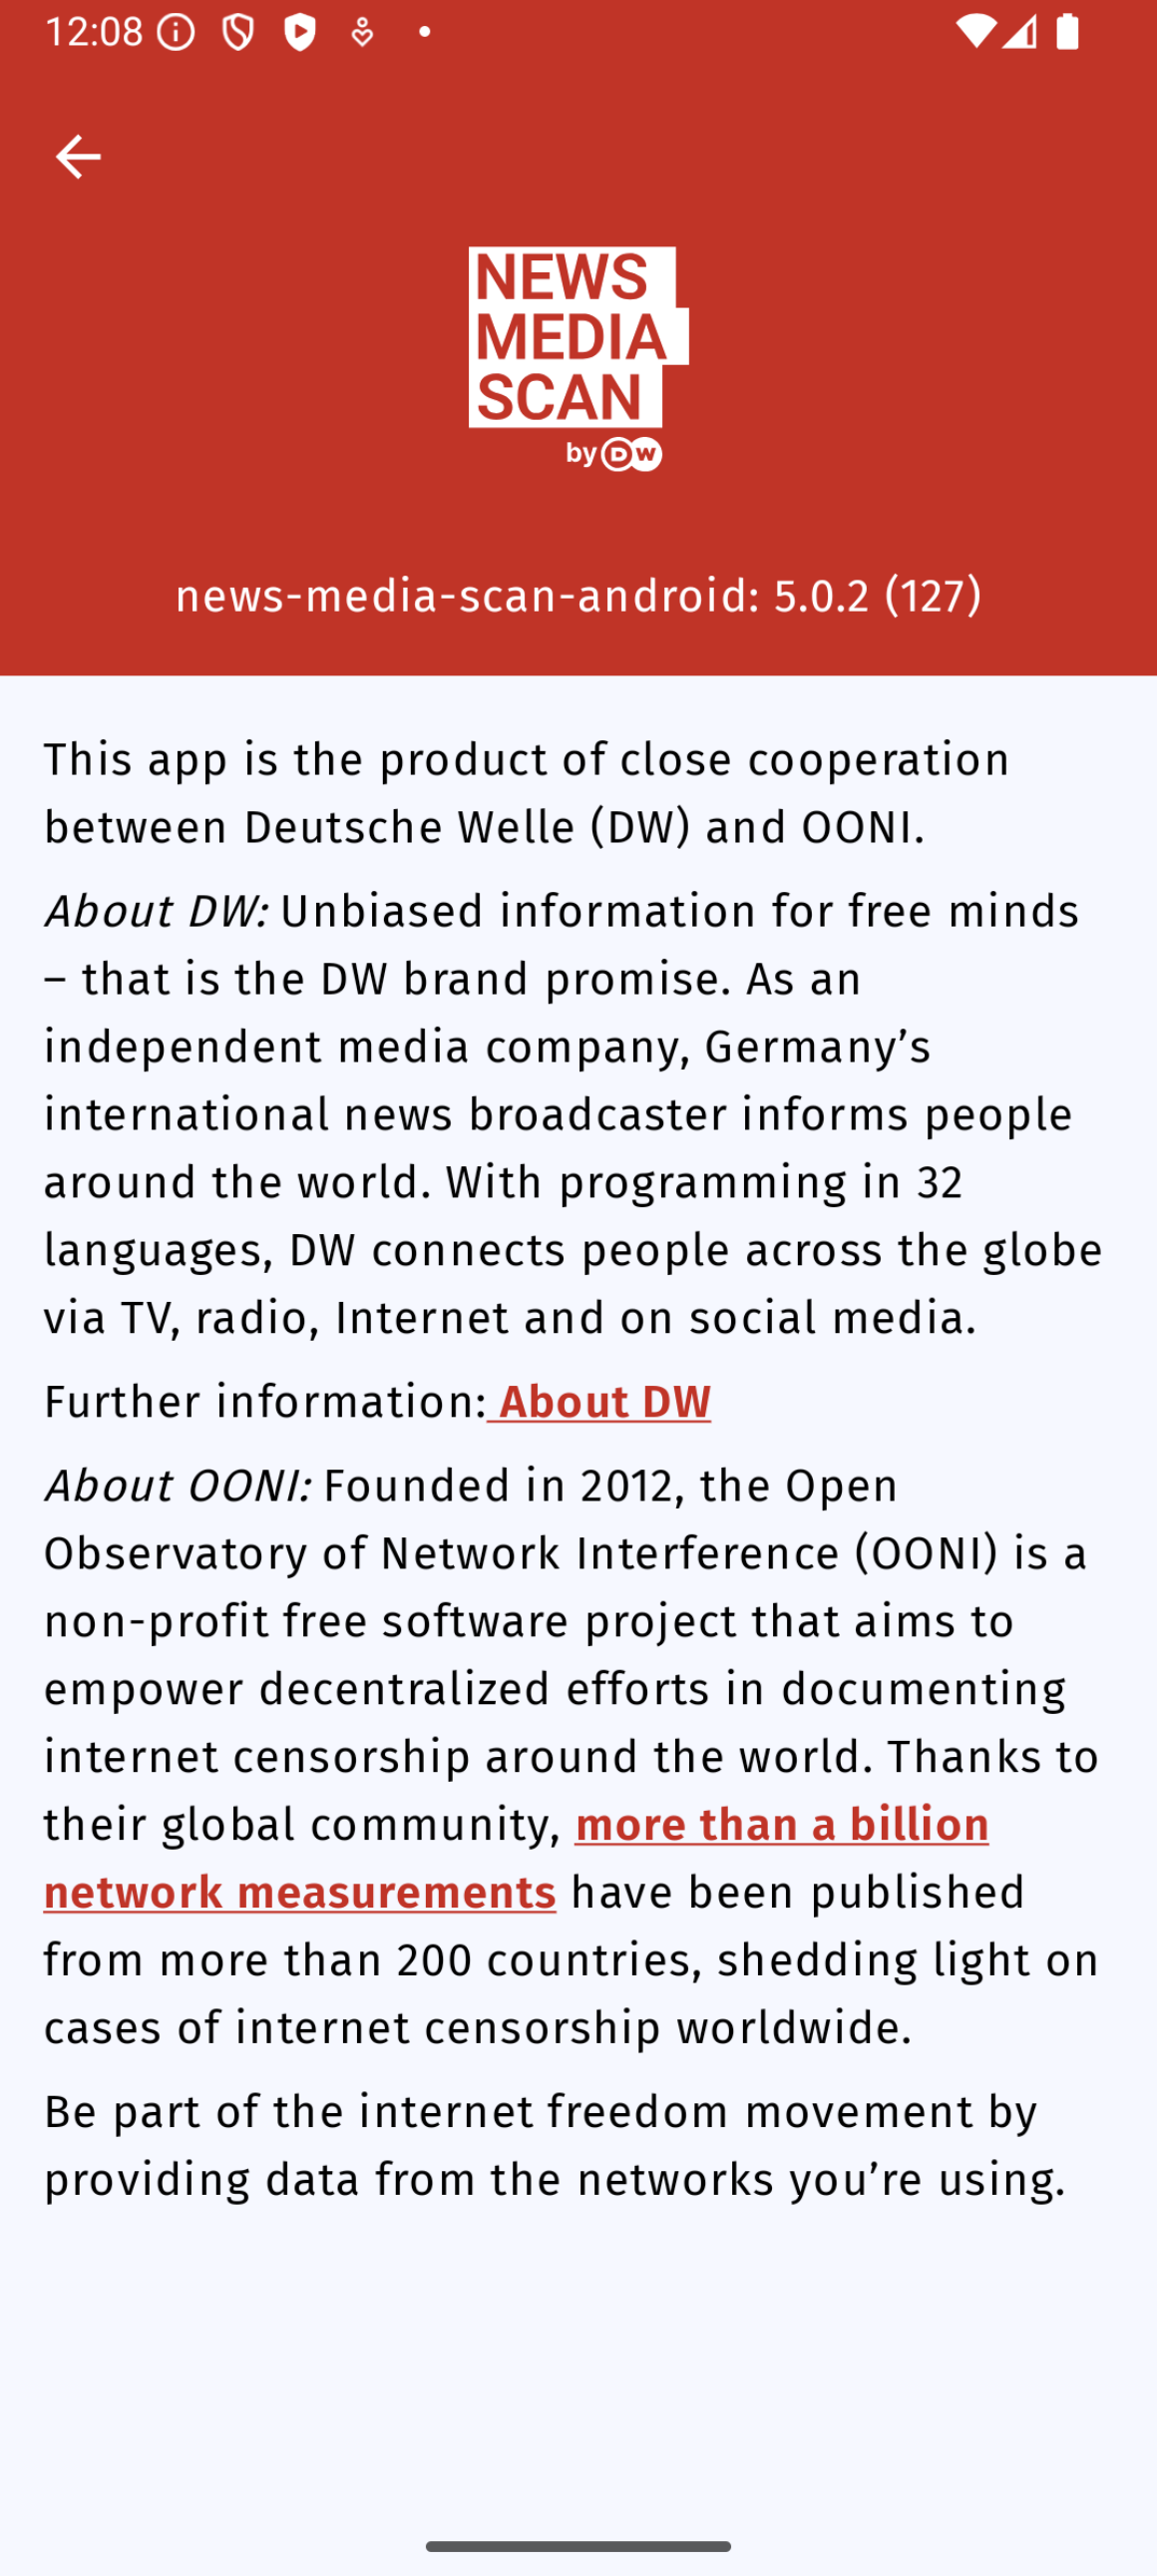 12:08
NEWS
MEDIA
SCAN
by DW
news-media-scan-android: 5.0.2 (127)
This app is the product of close cooperation
between Deutsche Welle (DW) and OONI.
About DW: Unbiased information for free minds
– that is the DW brand promise. As an
independent media company, Germany’s
international news broadcaster informs people
around the world. With programming in 32
languages, DW connects people across the globe
via TV, radio, Internet and on social media.
Further information: About DW
About OONI: Founded in 2012, the Open
Observatory of Network Interference (OONI) is a
non-profit free software project that aims to
empower decentralized efforts in documenting
internet censorship around the world. Thanks to
their global community, more than a billion
network measurements have been published
from more than 200 countries, shedding light on
cases of internet censorship worldwide.
Be part of the internet freedom movement by
providing data from the networks you’re using.